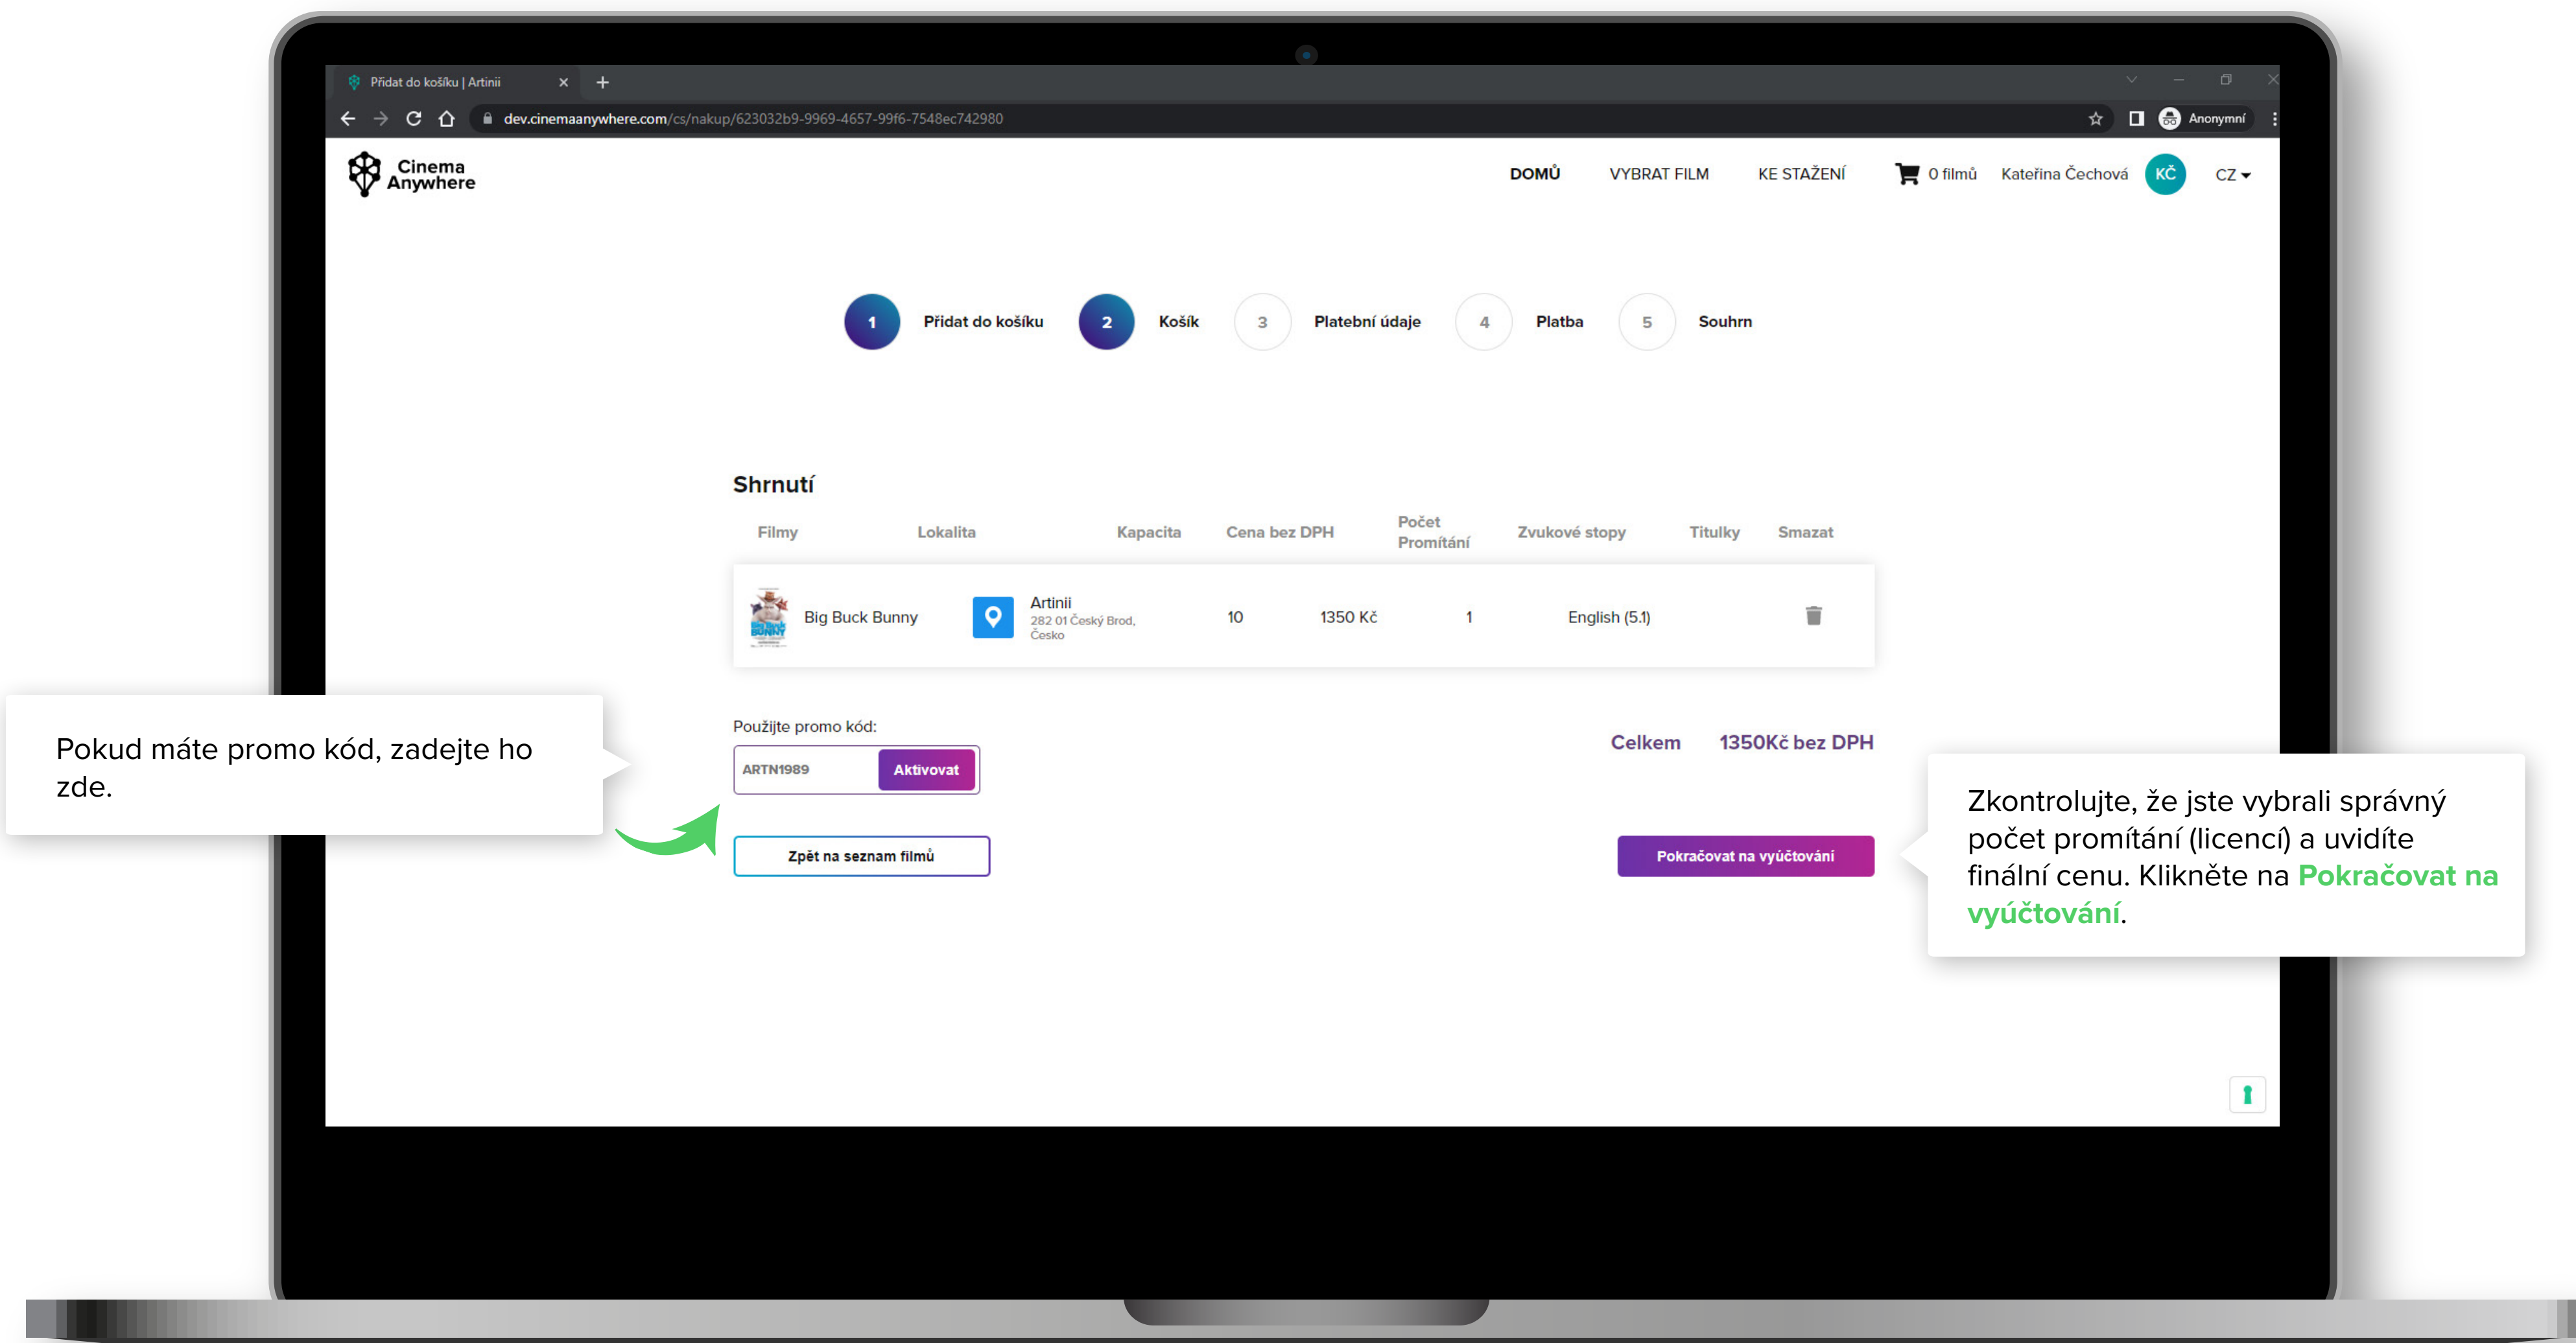 Přidat do košíku | Artinii
dev.cinemaanywhere.com/cs/nakup/623032b9-9969-4657-99f6-7548ec742980
Anonymní
Cinema
Anywhere
DOMŮ
VYBRAT FILM
KE STAŽENÍ
0 filmů
Kateřina Čechová
KČ
CZ
1
Přidat do košíku
2
Košík
3
Platební údaje
4
Platba
5
Souhrn
Shrnutí
Filmy
Lokalita
Kapacita
Cena bez DPH
Počet
Promítání
Zvukové stopy
Titulky
Smazat
Big Buck Bunny
Artinii
282 01 Český Brod,
Česko
10
1350 Kč
1
English (5.1)
Použijte promo kód:
ARTN1989
Aktivovat
Celkem
1350Kč bez DPH
Zpět na seznam filmů
Pokračovat na vyúčtování
Pokud máte promo kód, zadejte ho
zde.
Zkontrolujte, že jste vybrali správný
počet promítání (licencí) a uvidíte
finální cenu. Klikněte na Pokračovat na
vyúčtování.